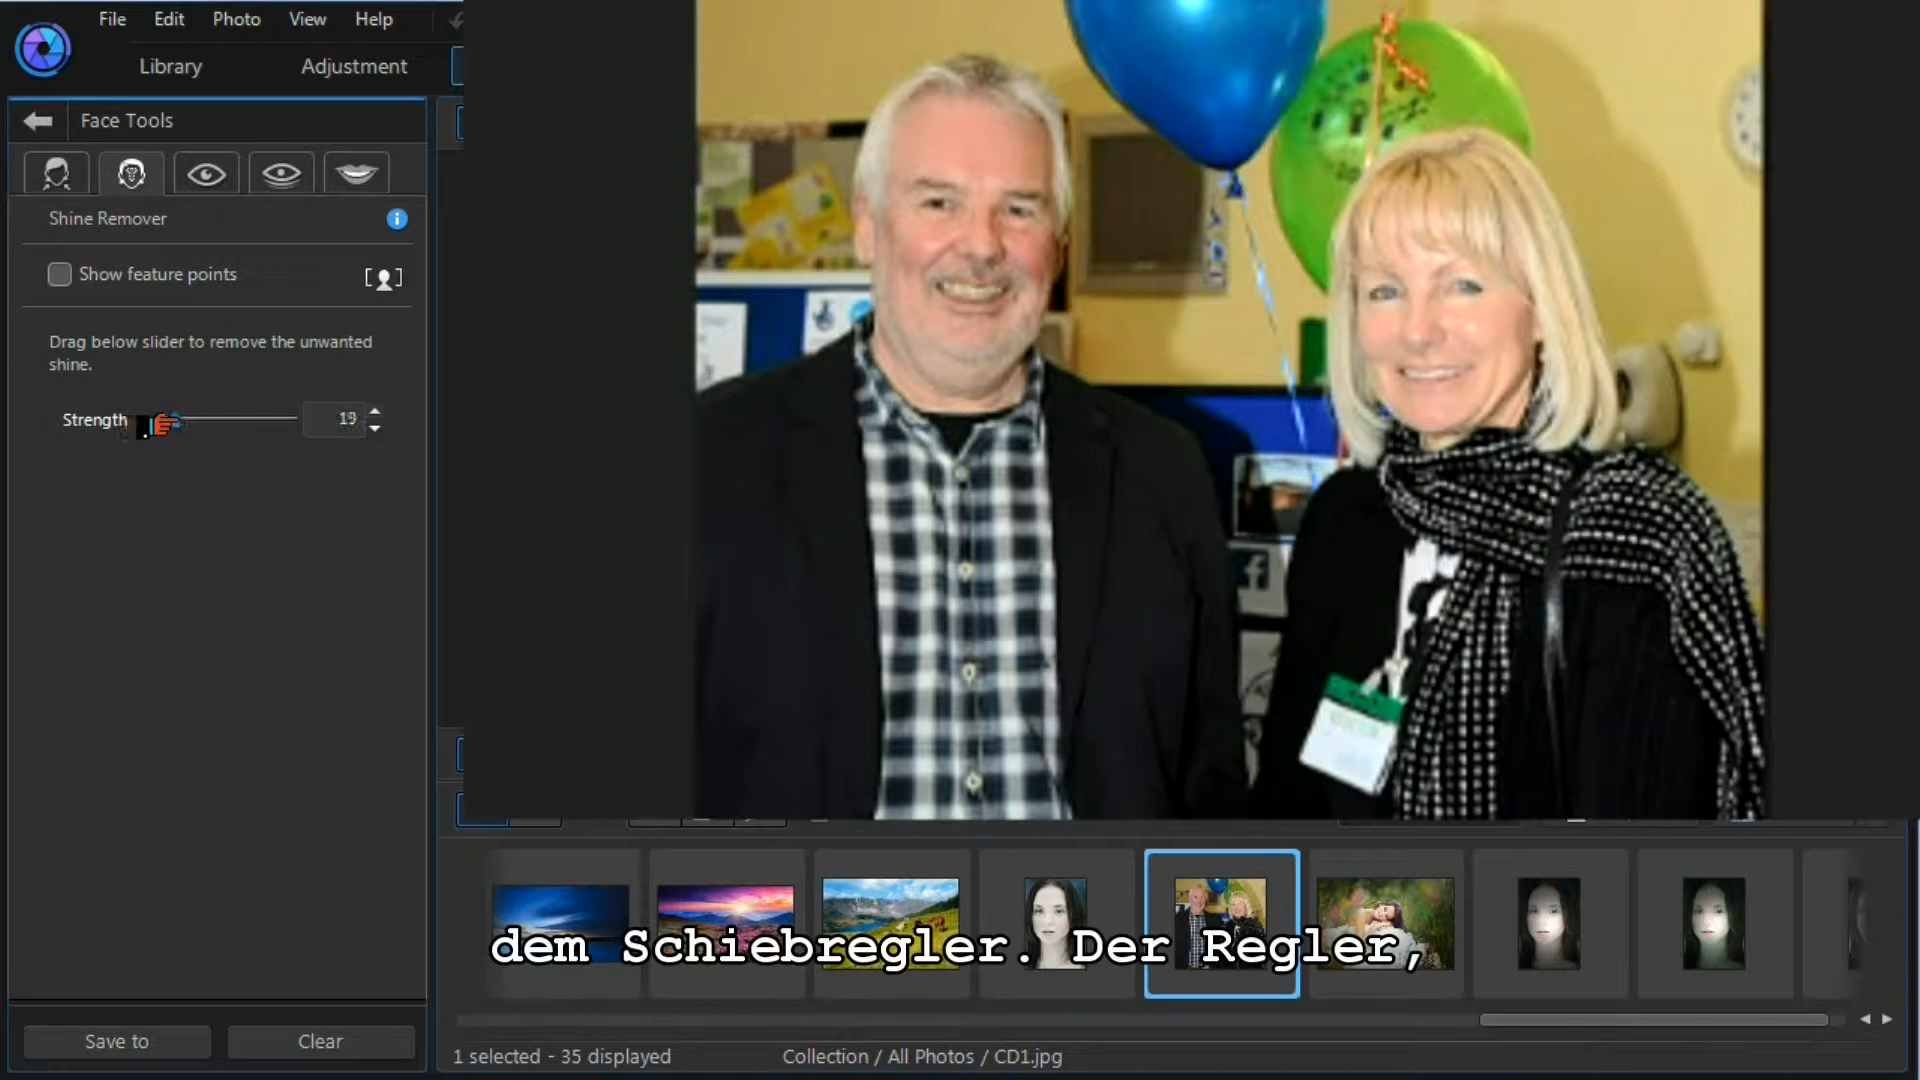 File Edit Photo View Help
Library Adjustment
Face Tools
Shine Remover
Show feature points
Drag below slider to remove the unwanted
shine.
Strength 19
dem Schiebregler. Der Regler,
Save to Clear
1 selected - 35 displayed Collection / All Photos / CD1.jpg